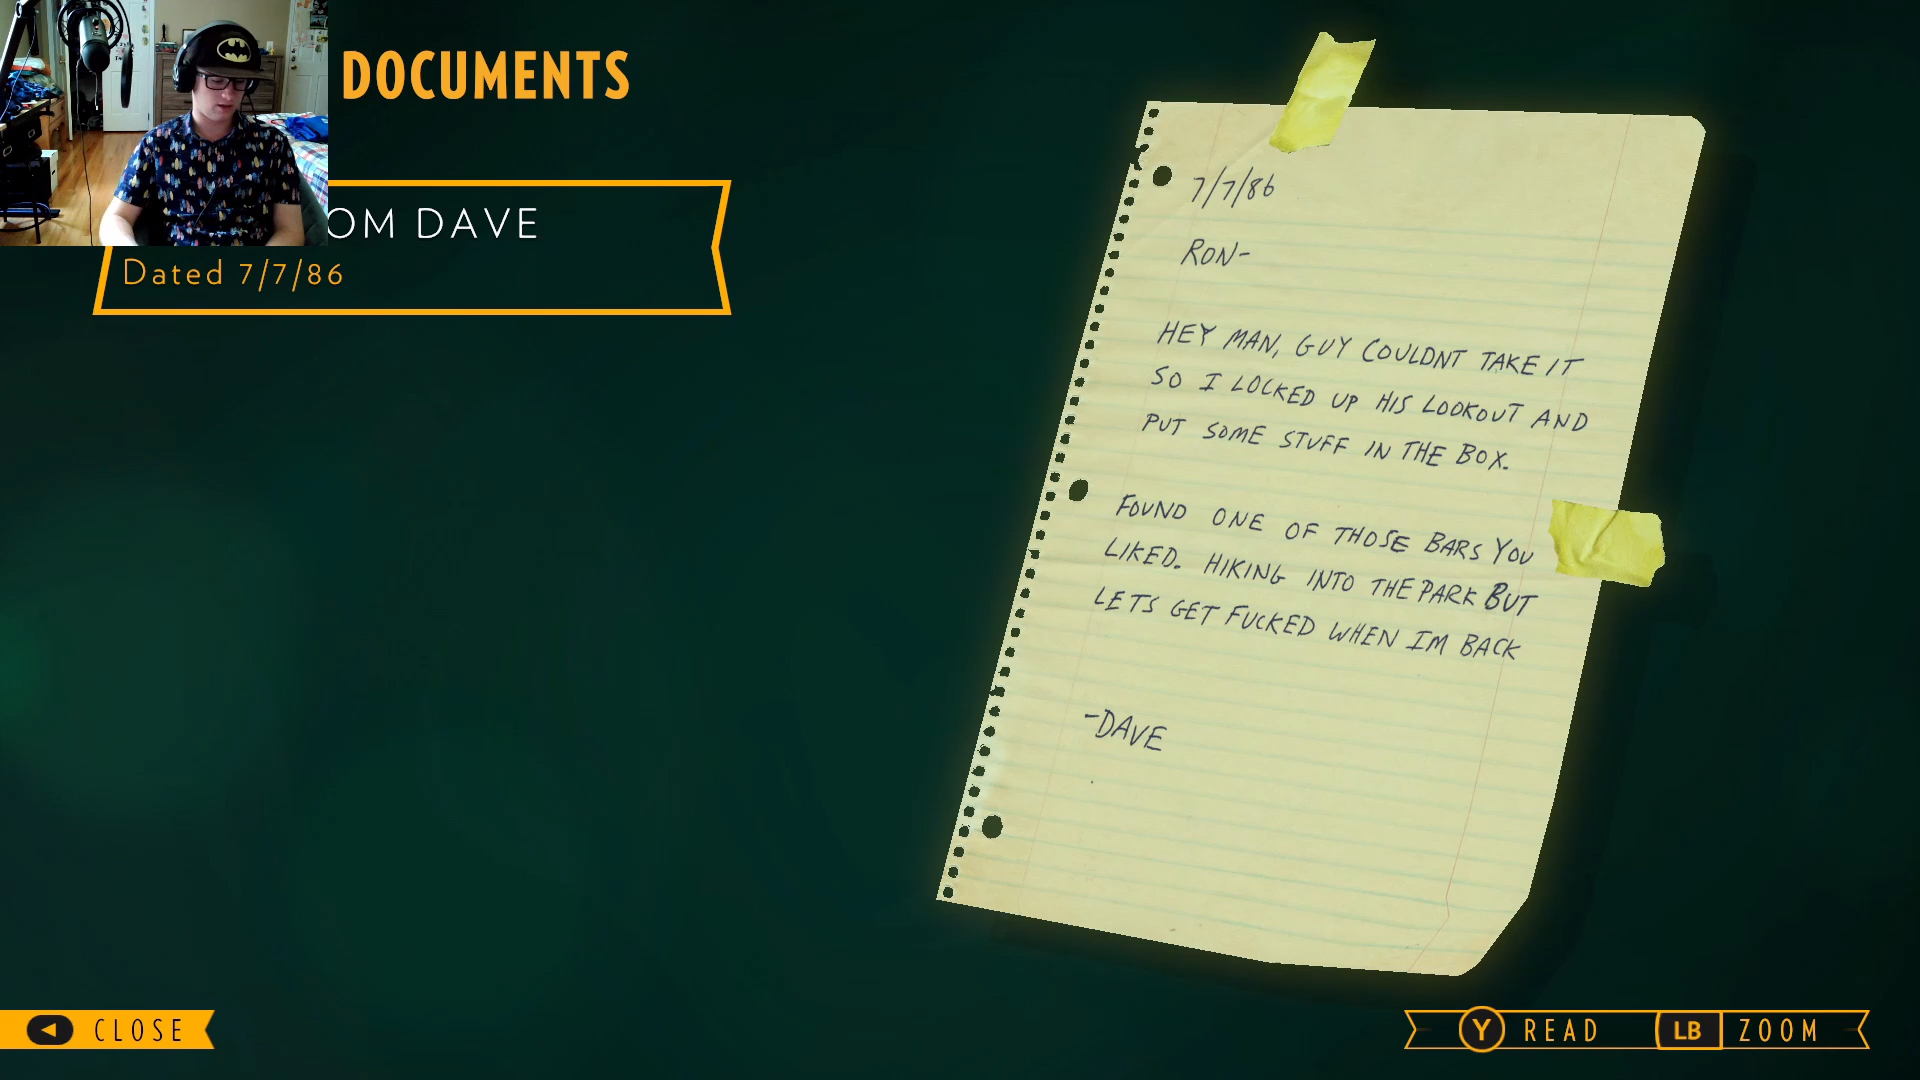 DOCUMENTS
OM DAVE
Dated 7/7/86
7/7/86
RON-
HEY MAN, GUY COULDNT TAKE IT
SO I LOCKED UP HIS LOOKOUT AND
PUT SOME STUFF IN THE BOX.
FOUND ONE OF THOSE BARS YOU
LIKED. HIKING INTO THE PARK BUT
LETS GET FUCKED WHEN IM BACK
-DAVE
CLOSE
Y READ LB ZOOM